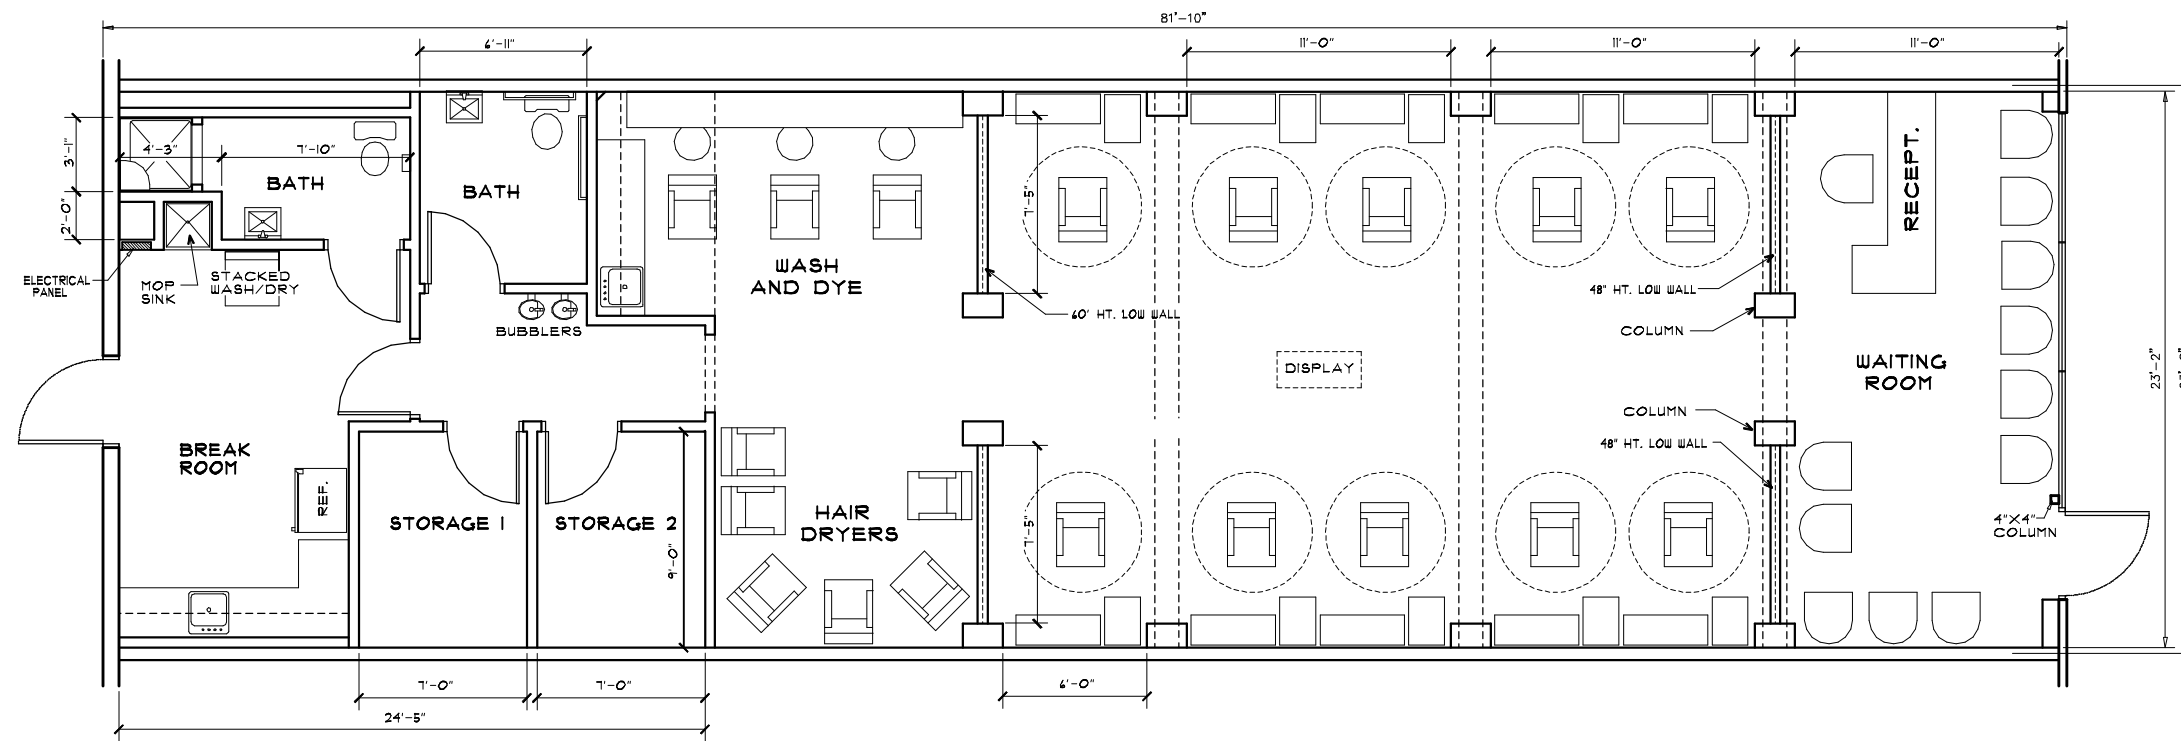 81'-10"
6'-11"
11'-0"
11'-0"
11'-0"
3'-1"
4'-3"
7'-10"
BATH
BATH
2'-0"
ELECTRICAL
PANEL
MOP
SINK
STACKED
WASH/DRY
BUBBLERS
WASH
AND DYE
7'-5"
60' HT. LOW WALL
48" HT. LOW WALL
COLUMN
RECEPT.
DISPLAY
WAITING
ROOM
23'-2"
COLUMN
48" HT. LOW WALL
BREAK
ROOM
REF.
STORAGE 1
STORAGE 2
9'-0"
HAIR
DRYERS
7'-5"
4"X4"
COLUMN
7'-0"
7'-0"
6'-0"
24'-5"